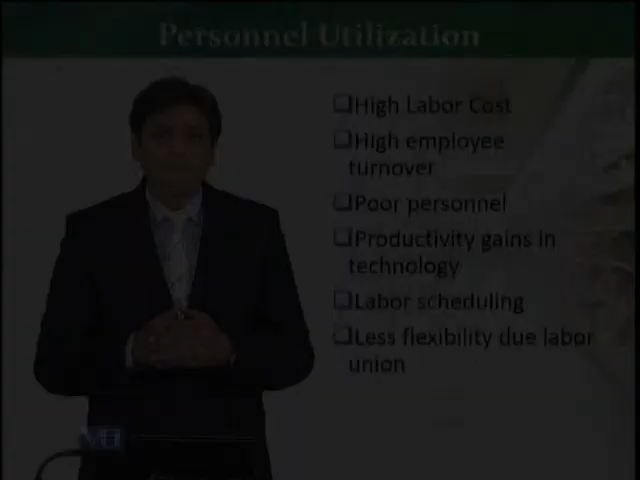 Personnel Utilization
❑High Labor Cost
❑High employee
turnover
❑Poor personnel
❑Productivity gains in
technology
❑Labor scheduling
❑Less flexibility due labor
union